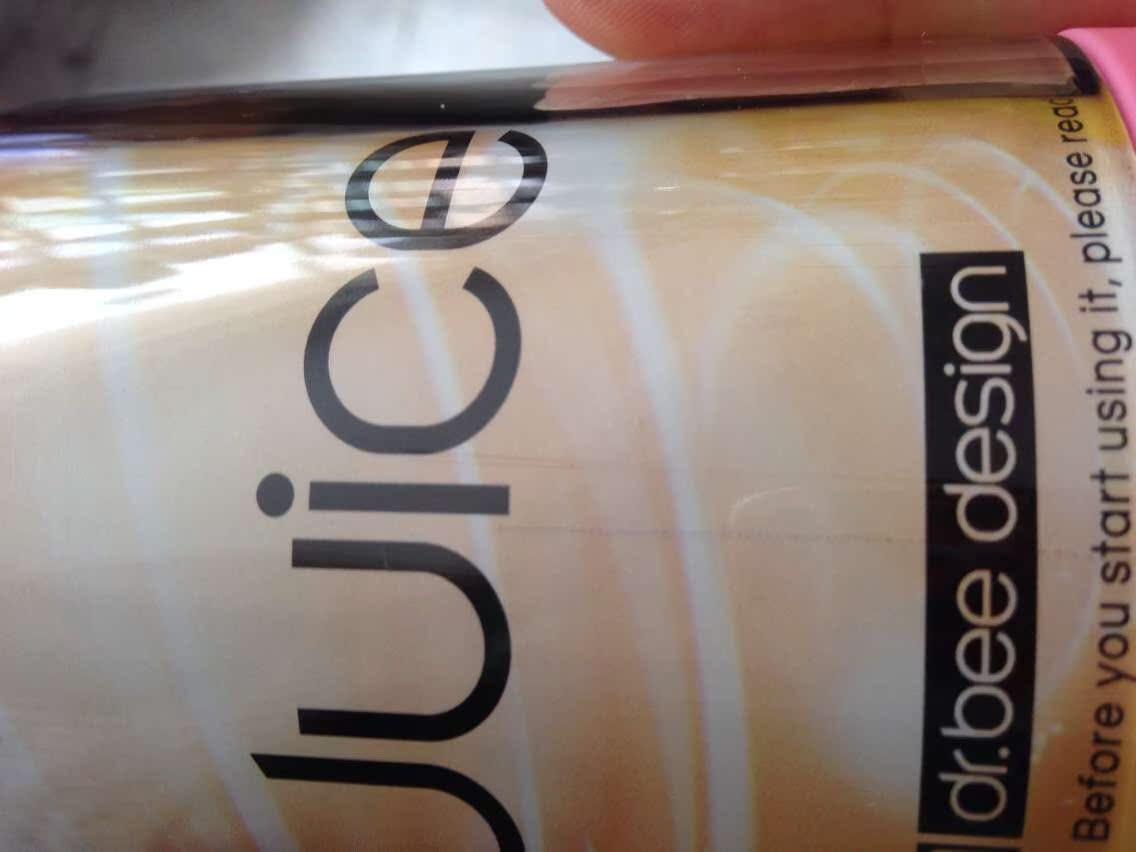 Juice
dr.bee design
Before you start using it, please read